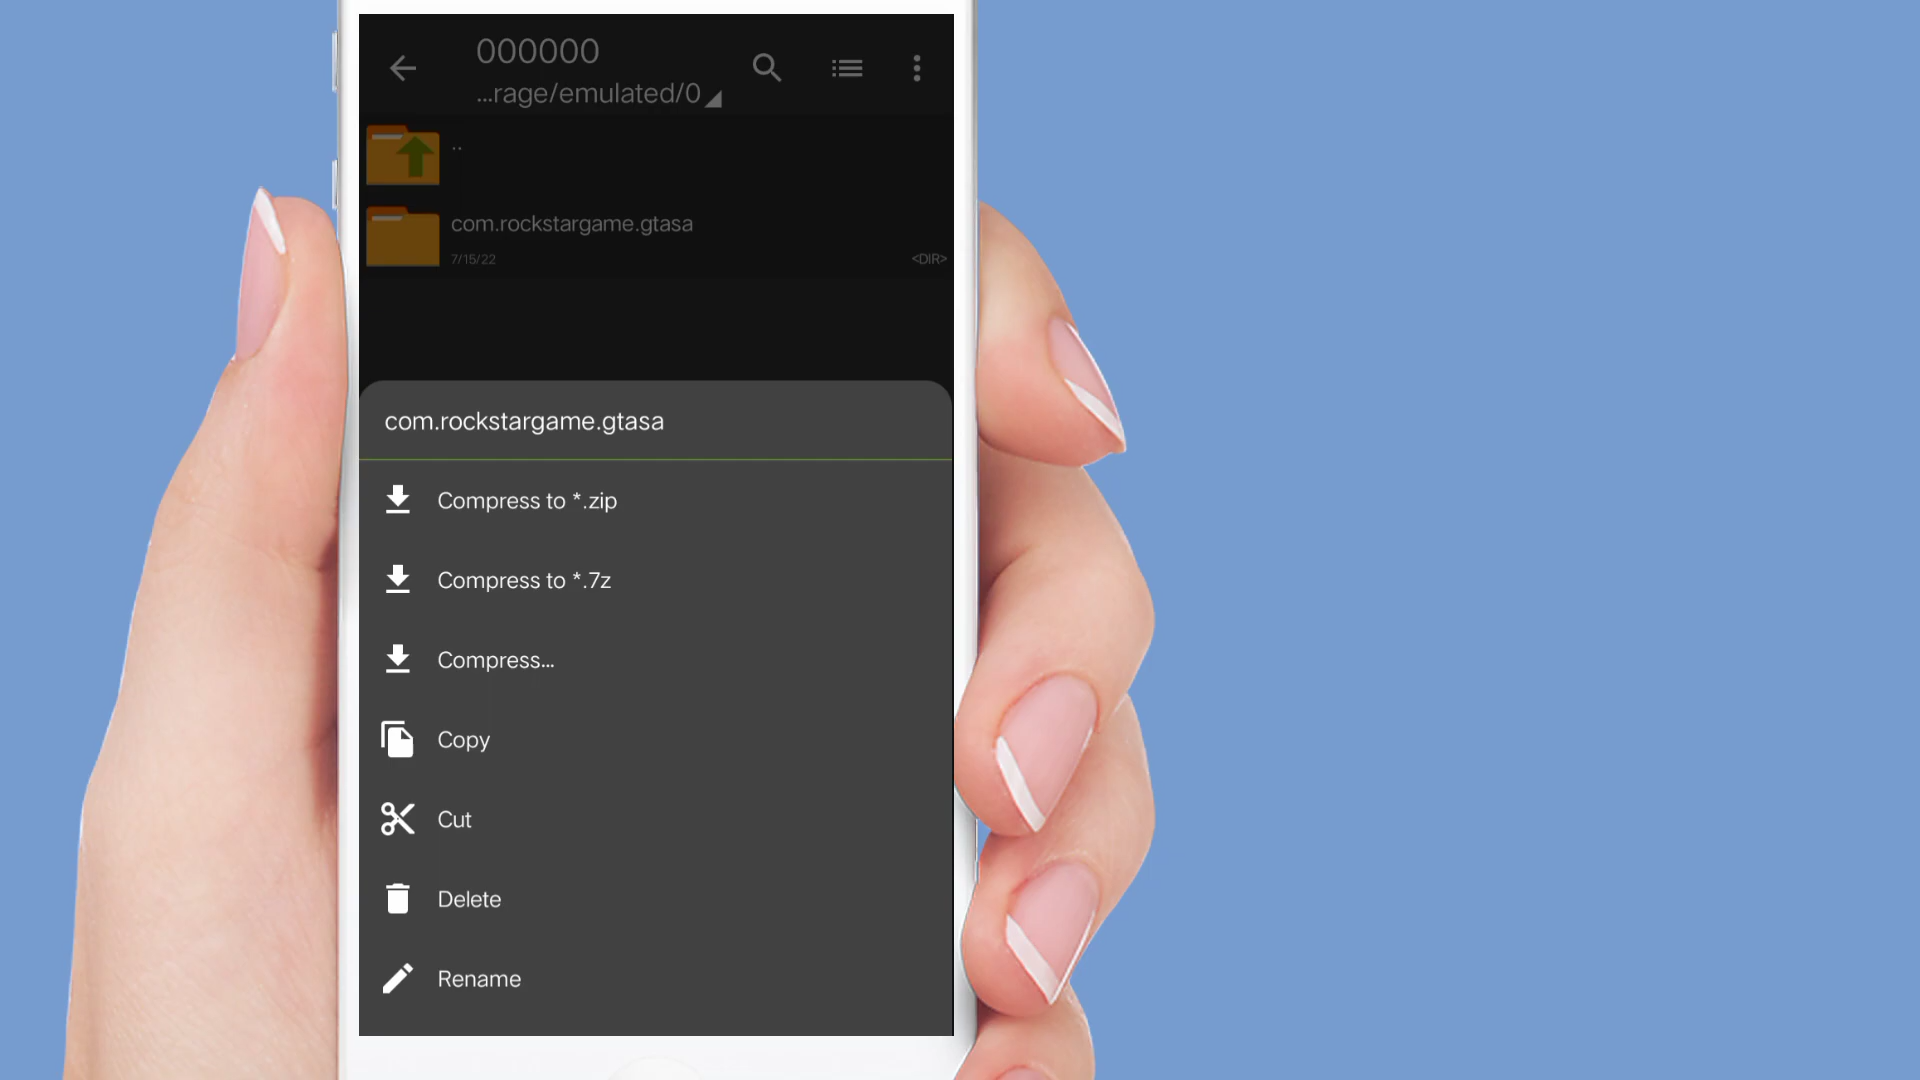 000000
...rage/emulated/0
..
com.rockstargame.gtasa
7/15/22
<DIR>
com.rockstargame.gtasa
Compress to *.zip
Compress to *.7z
Compress...
Copy
Cut
Delete
Rename